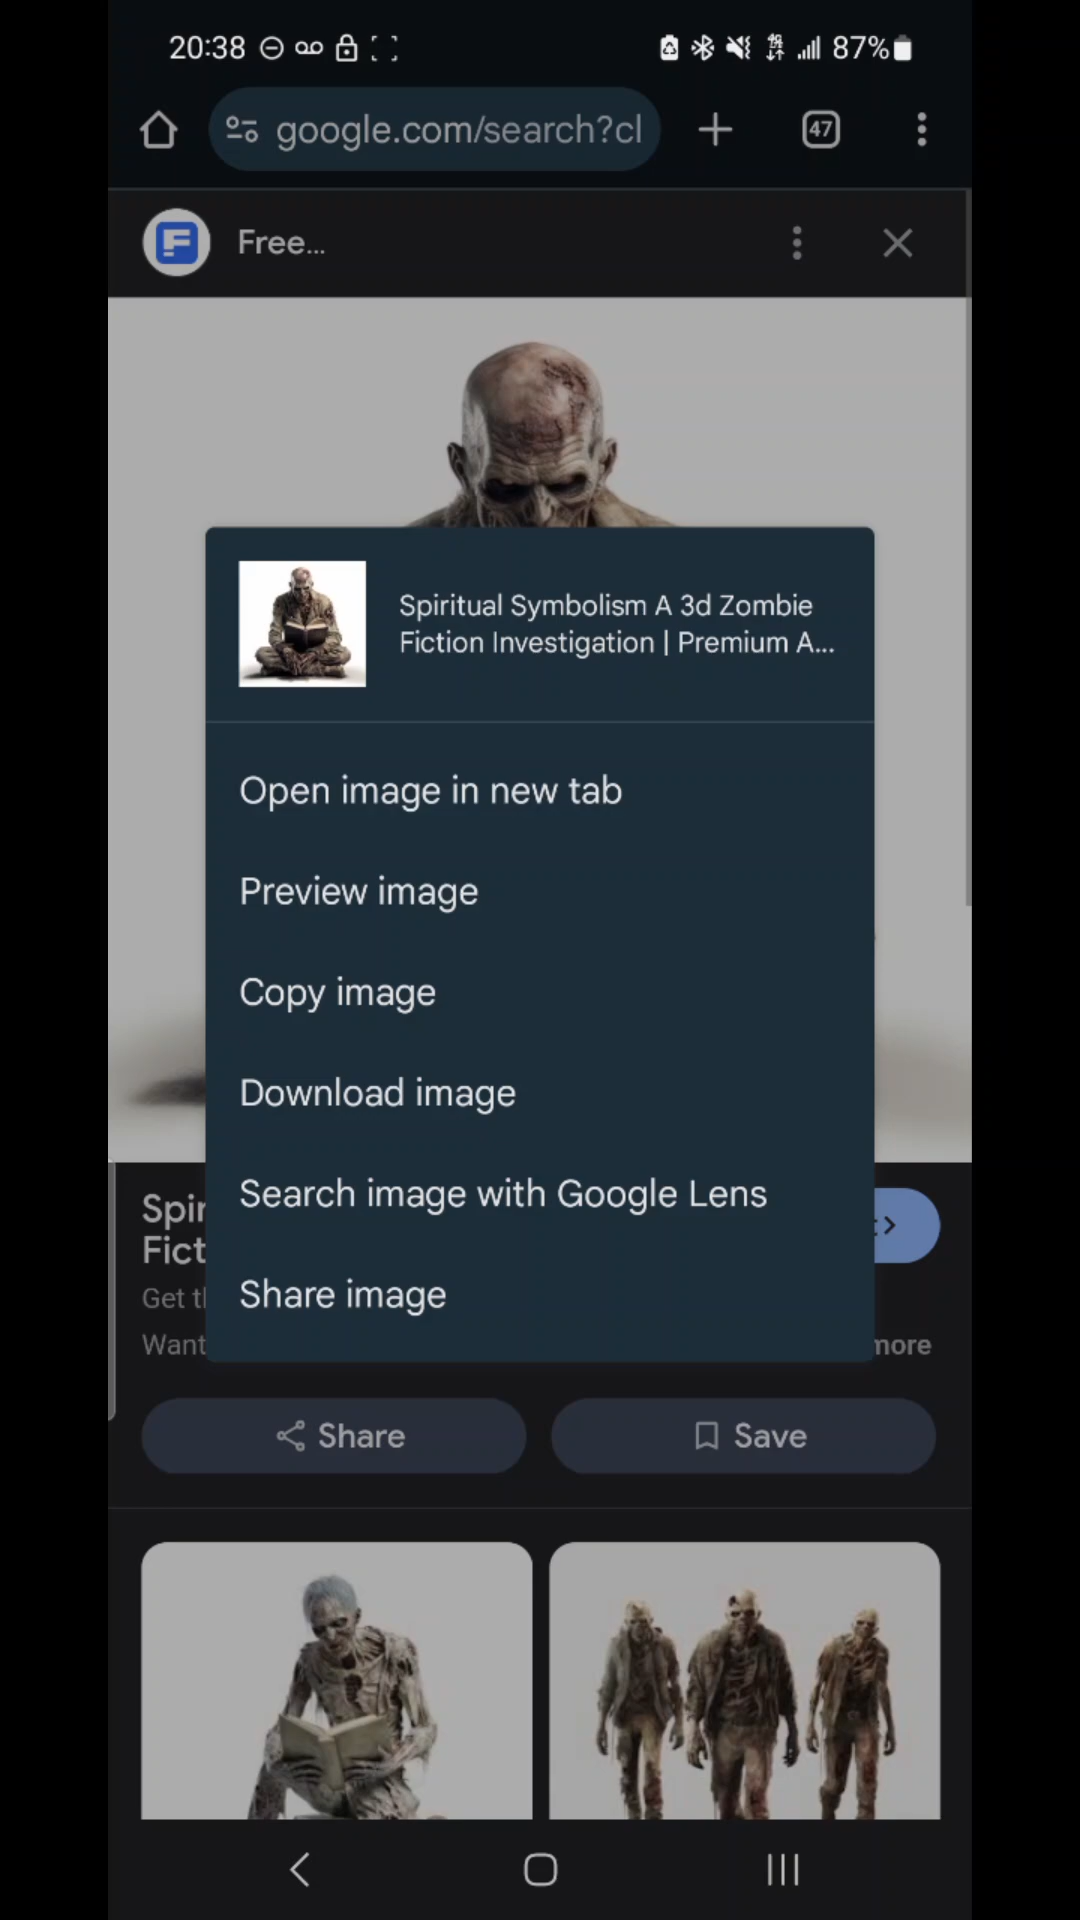 20:38
87%
google.com/search?cl
47
Free...
Spiritual Symbolism A 3d Zombie
Fiction Investigation | Premium A...
Open image in new tab
Preview image
Copy image
Download image
Search image with Google Lens
Share image
Spir
Fict
Get t
Want
more
Share
Save